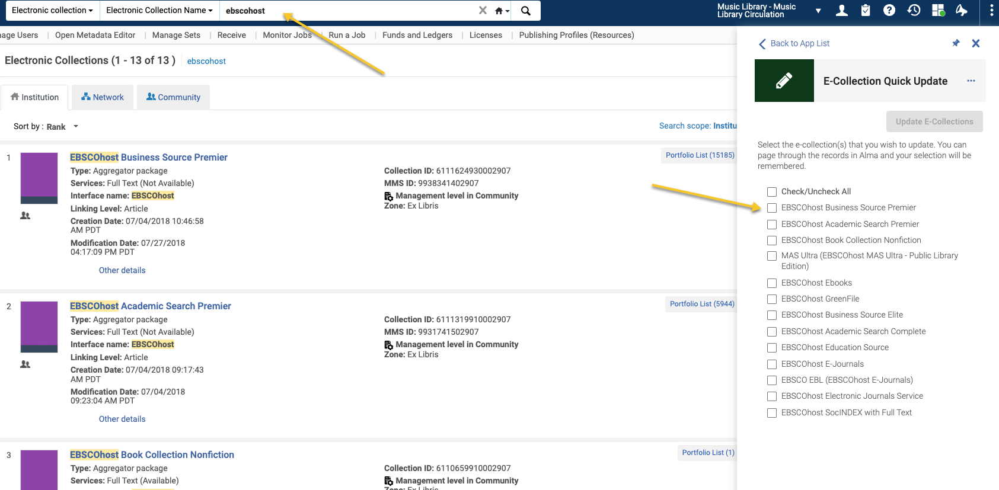 Electronic collection Electronic Collection Name ebscohost
Music Library - Music
Library Circulation
nage Users Open Metadata Editor Manage Sets Receive Monitor Jobs Run a Job Funds and Ledgers Licenses Publishing Profiles (Resources)
Electronic Collections (1 - 13 of 13 ) ebscohost
Institution Network Community
Sort by : Rank
Search scope: Institu
1
EBSCOhost Business Source Premier
Portfolio List (15185)
Type: Aggregator package
Services: Full Text (Not Available)
Interface name: EBSCOhost
Linking Level: Article
Creation Date: 07/04/2018 10:46:58
AM PDT
Modification Date: 07/27/2018
04:17:09 PM PDT
Other details
Collection ID: 6111624930002907
MMS ID: 9938341402907
Management level in Community
Zone: Ex Libris
2
EBSCOhost Academic Search Premier
Portfolio List (5944)
Type: Aggregator package
Services: Full Text (Not Available)
Interface name: EBSCOhost
Linking Level: Article
Creation Date: 07/04/2018 09:17:43
AM PDT
Modification Date: 07/04/2018
09:23:04 AM PDT
Other details
Collection ID: 6111319910002907
MMS ID: 9931741502907
Management level in Community
Zone: Ex Libris
3
EBSCOhost Book Collection Nonfiction
Portfolio List (1)
Type: Aggregator package
Services: Full Text (Available)
Collection ID: 6110659910002907
Management level in Community
Zone: Ex Libris
Back to App List
E-Collection Quick Update
Update E-Collections
Select the e-collection(s) that you wish to update. You can
page through the records in Alma and your selection will be
remembered.
Check/Uncheck All
EBSCOhost Business Source Premier
EBSCOhost Academic Search Premier
EBSCOhost Book Collection Nonfiction
MAS Ultra (EBSCOhost MAS Ultra - Public Library
Edition)
EBSCOhost Ebooks
EBSCOhost GreenFile
EBSCOhost Business Source Elite
EBSCOhost Academic Search Complete
EBSCOhost Education Source
EBSCOhost E-Journals
EBSCO EBL (EBSCOhost E-Journals)
EBSCOhost Electronic Journals Service
EBSCOhost SocINDEX with Full Text